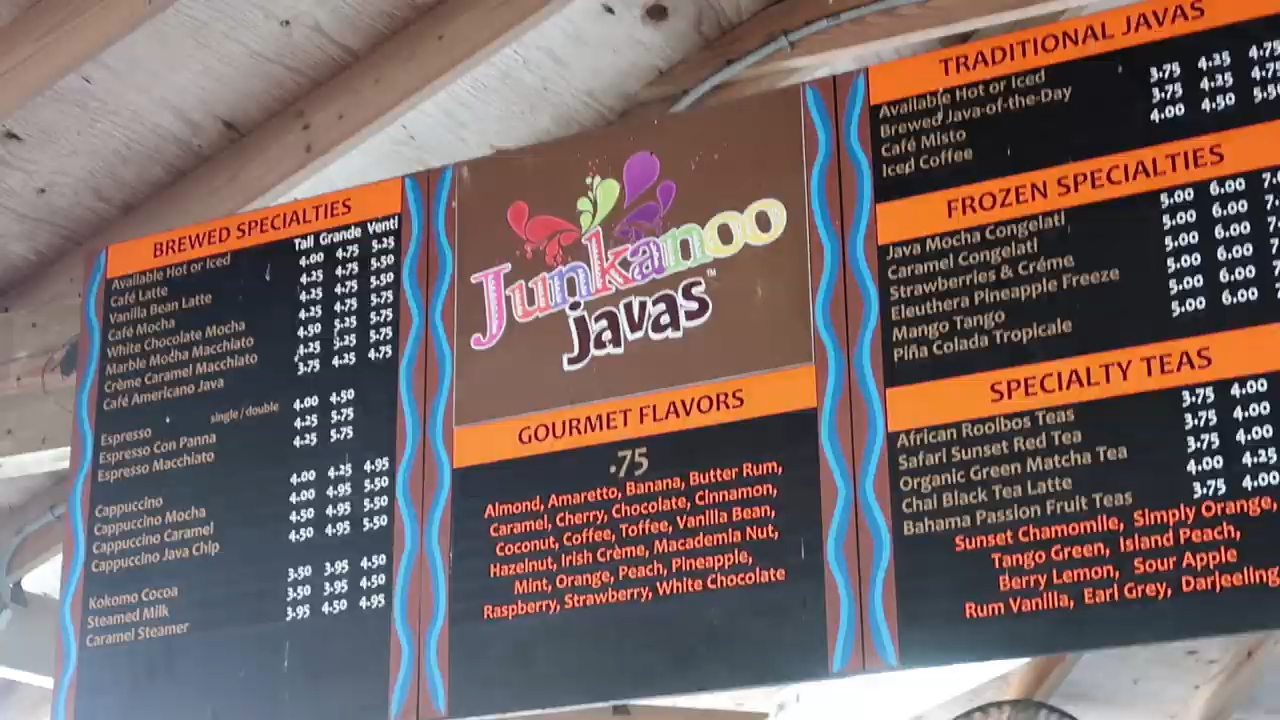 BREWED SPECIALTIES
Tall Grande Venti
Available Hot or Iced
Café Latte 4.00 4.75 5.25
Vanilla Bean Latte 4.25 4.75 5.50
Café Mocha 4.25 4.75 5.50
White Chocolate Mocha 4.25 4.75 5.75
Marble Mocha Macchiato 4.50 5.25 5.75
Crème Caramel Macchiato 4.25 5.25 5.75
Café Americano Java 3.75 4.25 4.75
single / double
Espresso 4.00 4.50
Espresso Con Panna 4.25 5.75
Espresso Macchiato 4.25 5.75
Cappuccino 4.00 4.25 4.95
Cappuccino Mocha 4.00 4.95 5.50
Cappuccino Caramel 4.50 4.95 5.50
Cappuccino Java Chip 4.50 4.95 5.50
Kokomo Cocoa 3.50 3.95 4.50
Steamed Milk 3.50 3.95 4.50
Caramel Steamer 3.95 4.50 4.95
Junkanoo
javas™
GOURMET FLAVORS
.75
Almond, Amaretto, Banana, Butter Rum,
Caramel, Cherry, Chocolate, Cinnamon,
Coconut, Coffee, Toffee, Vanilla Bean,
Hazelnut, Irish Crème, Macademia Nut,
Mint, Orange, Peach, Pineapple,
Raspberry, Strawberry, White Chocolate
TRADITIONAL JAVAS
Available Hot or Iced
Brewed Java-of-the-Day 3.75 4.25 4.75
Café Misto 3.75 4.25 4.75
Iced Coffee 4.00 4.50 5.50
FROZEN SPECIALTIES
Java Mocha Congelati 5.00 6.00
Caramel Congelati 5.00 6.00
Strawberries & Créme 5.00 6.00
Eleuthera Pineapple Freeze 5.00 6.00
Mango Tango 5.00 6.00
Piña Colada Tropicale 5.00 6.00
SPECIALTY TEAS
African Rooibos Teas 3.75 4.00
Safari Sunset Red Tea 3.75 4.00
Organic Green Matcha Tea 3.75 4.00
Chai Black Tea Latte 4.00 4.25
Bahama Passion Fruit Teas 3.75 4.00
Sunset Chamomile, Simply Orange,
Tango Green, Island Peach,
Berry Lemon, Sour Apple
Rum Vanilla, Earl Grey, Darjeeling